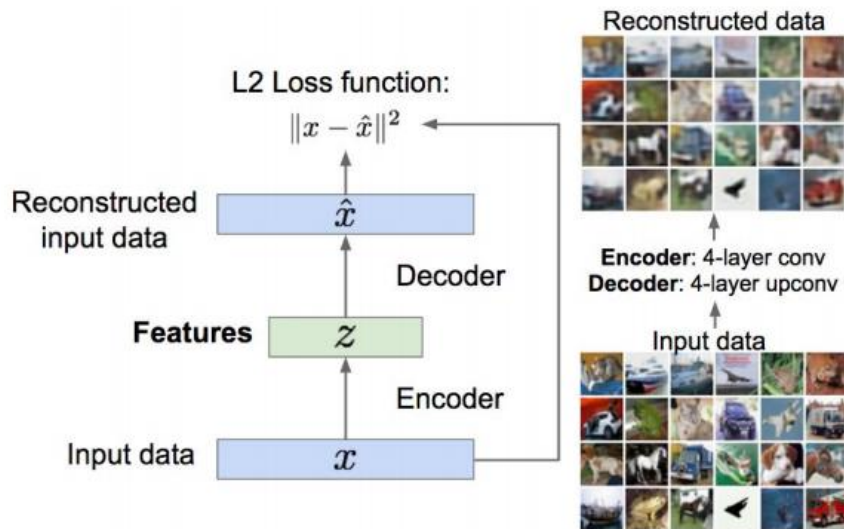 Reconstructed data
L2 Loss function:
‖x − x̂‖²
Reconstructed
input data
x̂
Decoder
Features
z
Encoder
Input data
x
Encoder: 4-layer conv
Decoder: 4-layer upconv
Input data